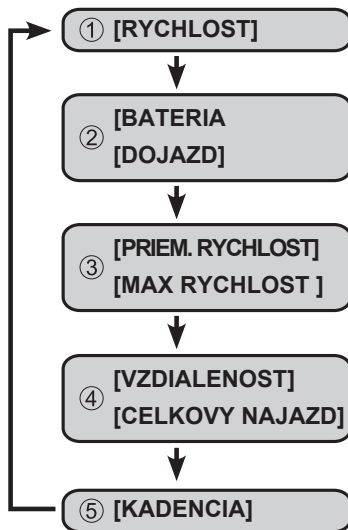 ① [RYCHLOST]
② [BATERIA
[DOJAZD]
③ [PRIEM. RYCHLOST]
[MAX RYCHLOST ]
④ [VZDIALENOST]
[CELKOVY NAJAZD]
⑤ [KADENCIA]